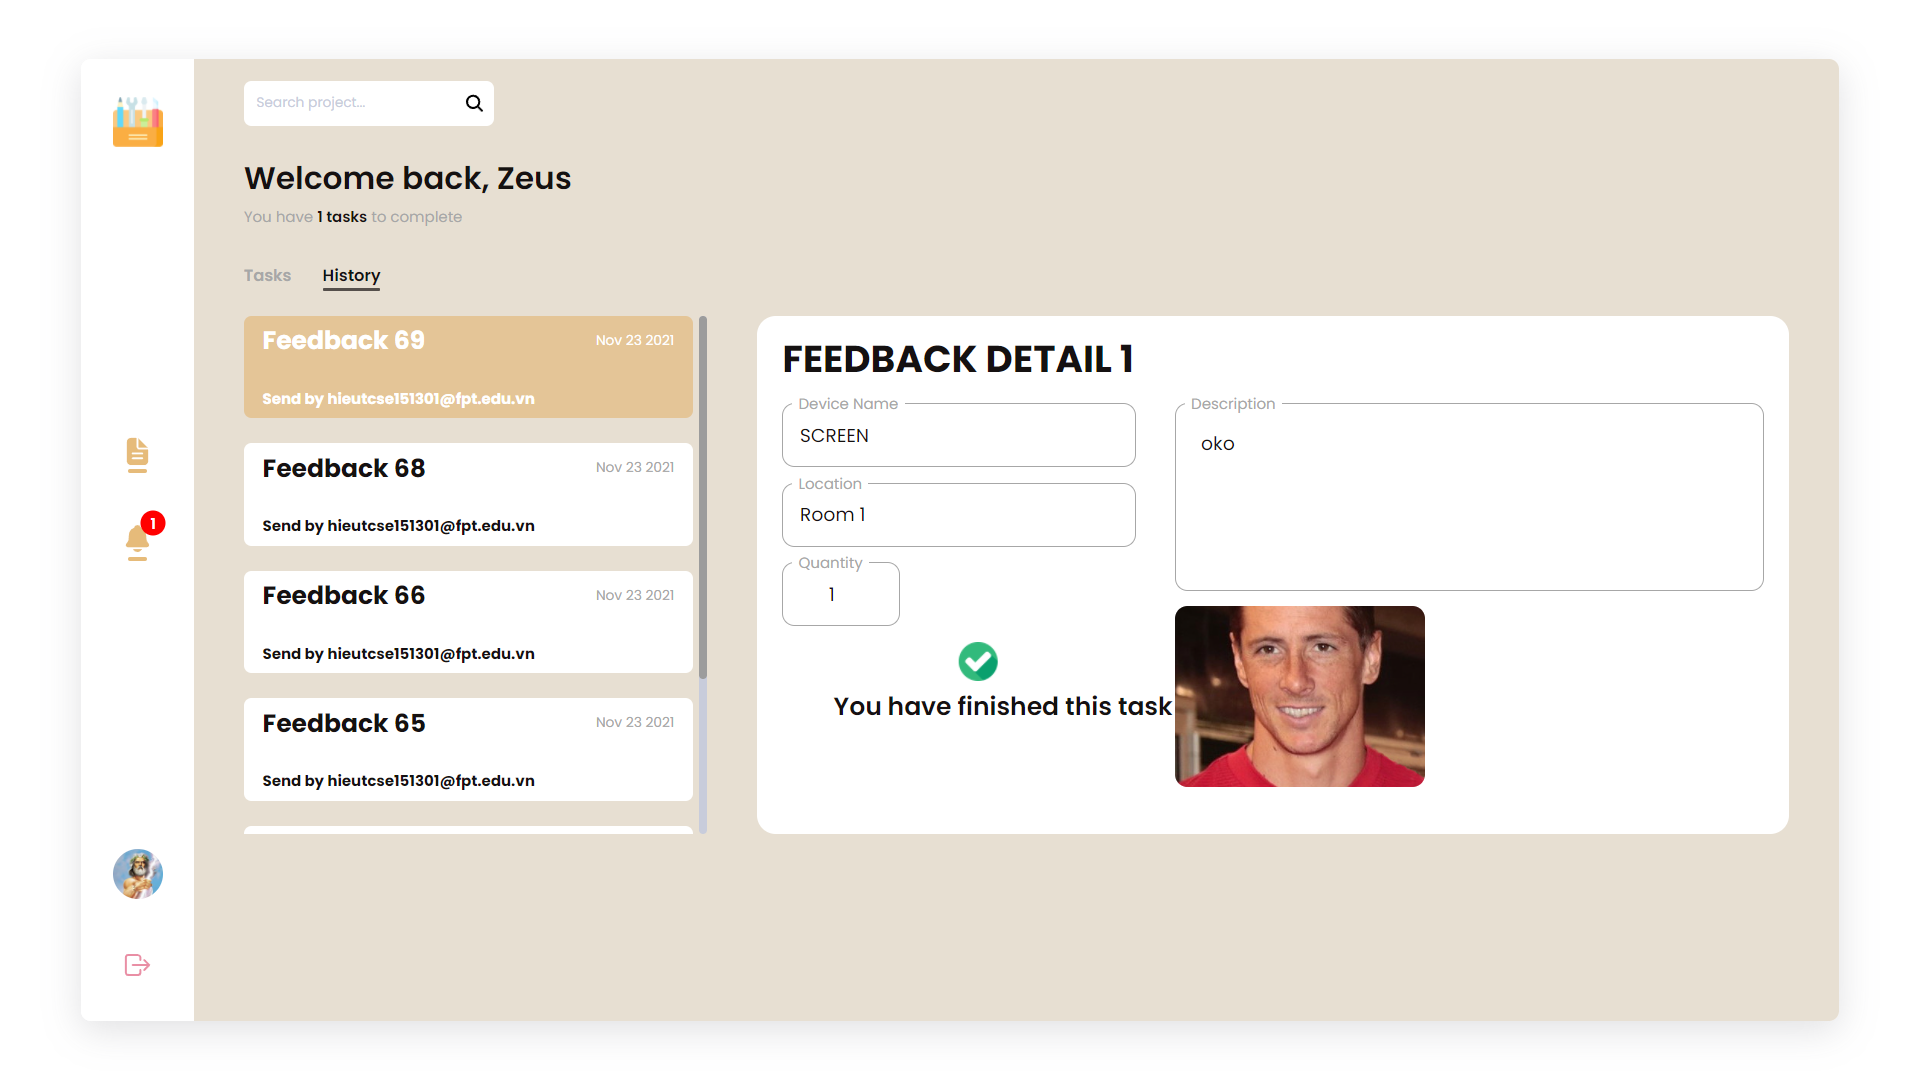 Search project...
Welcome back, Zeus
You have 1 tasks to complete
Tasks
History
Feedback 69
Nov 23 2021
Send by hieutcse151301@fpt.edu.vn
Feedback 68
Nov 23 2021
Send by hieutcse151301@fpt.edu.vn
1
Feedback 66
Nov 23 2021
Send by hieutcse151301@fpt.edu.vn
Feedback 65
Nov 23 2021
Send by hieutcse151301@fpt.edu.vn
FEEDBACK DETAIL 1
Device Name
SCREEN
Location
Room 1
Quantity
1
You have finished this task
Description
oko